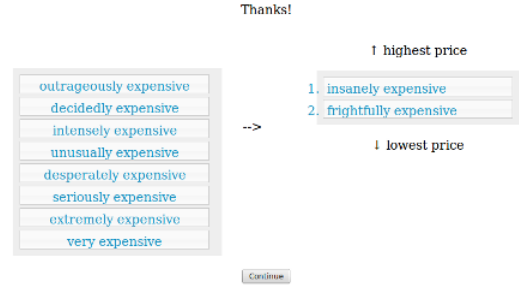 Thanks!
outrageously expensive
decidedly expensive
intensely expensive
unusually expensive
desperately expensive
seriously expensive
extremely expensive
very expensive
-->
↑ highest price
1. insanely expensive
2. frightfully expensive
↓ lowest price
Continue